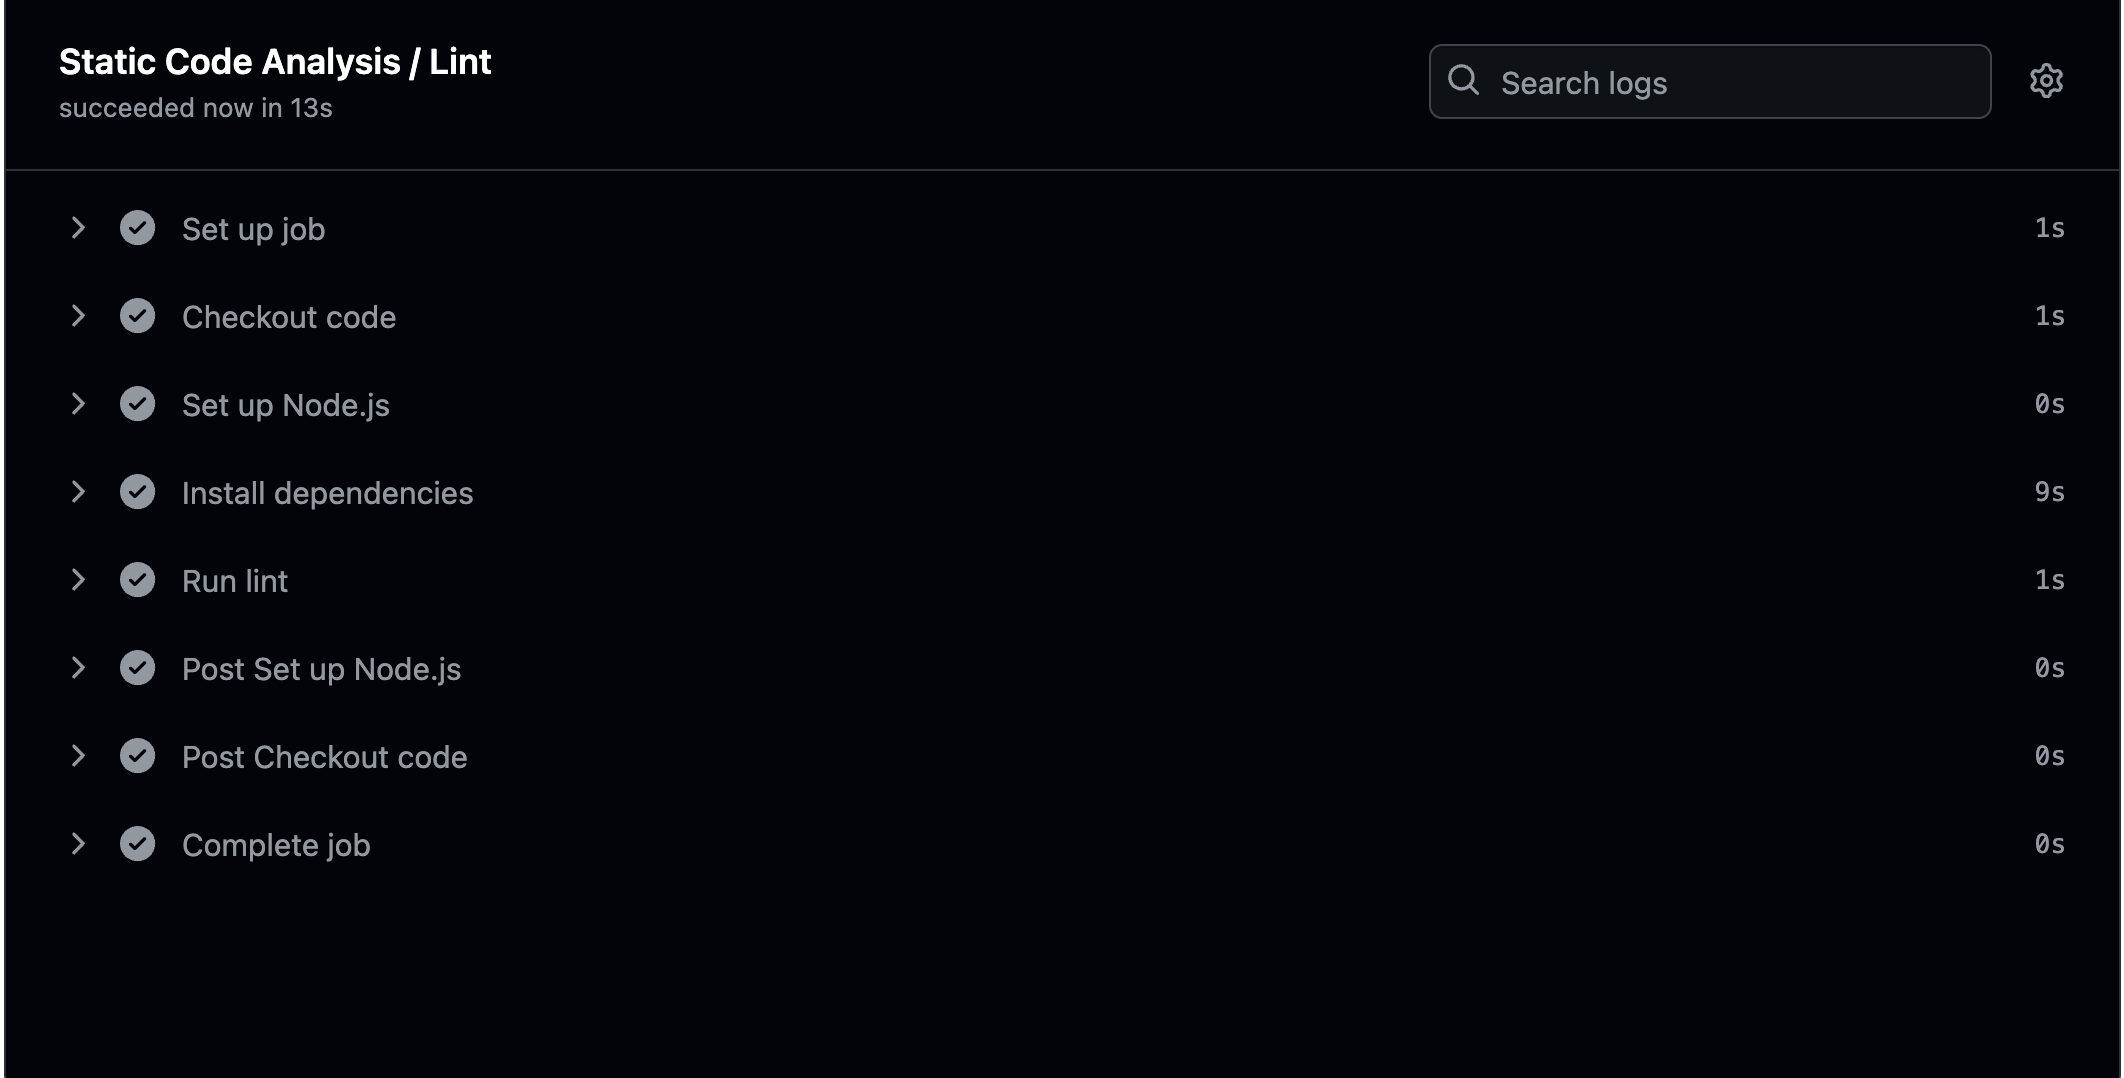 Static Code Analysis / Lint
succeeded now in 13s
Search logs
Set up job 1s
Checkout code 1s
Set up Node.js 0s
Install dependencies 9s
Run lint 1s
Post Set up Node.js 0s
Post Checkout code 0s
Complete job 0s